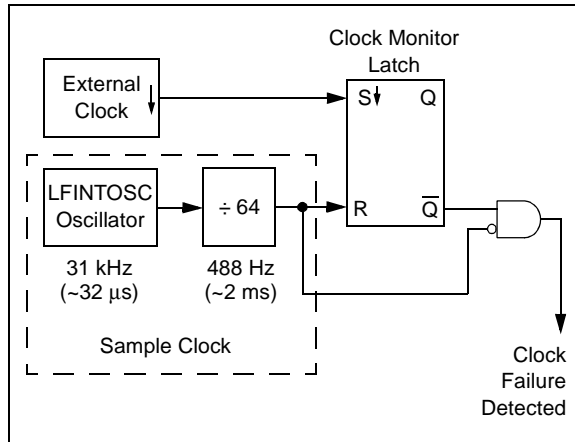 Clock Monitor
Latch
External
Clock
S
Q
LFINTOSC
Oscillator
÷ 64
R
Q̅
31 kHz
(~32 μs)
488 Hz
(~2 ms)
Sample Clock
Clock
Failure
Detected